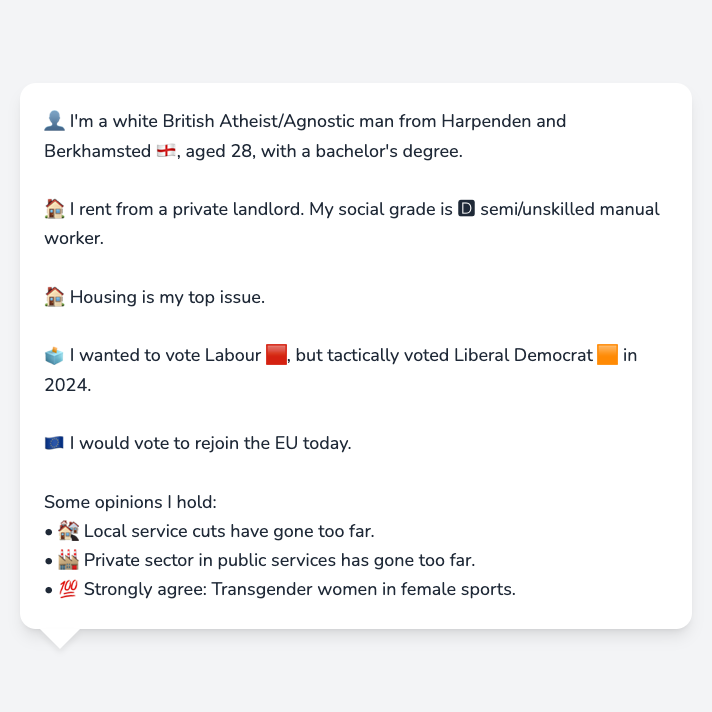 👤 I'm a white British Atheist/Agnostic man from Harpenden and
Berkhamsted 🏴󠁧󠁢󠁥󠁮󠁧󠁿, aged 28, with a bachelor's degree.
🏠 I rent from a private landlord. My social grade is 🅳 semi/unskilled manual
worker.
🏠 Housing is my top issue.
🗳️ I wanted to vote Labour 🟥, but tactically voted Liberal Democrat 🟧 in
2024.
🇪🇺 I would vote to rejoin the EU today.
Some opinions I hold:
• 🏚️ Local service cuts have gone too far.
• 🏭 Private sector in public services has gone too far.
• 💯 Strongly agree: Transgender women in female sports.